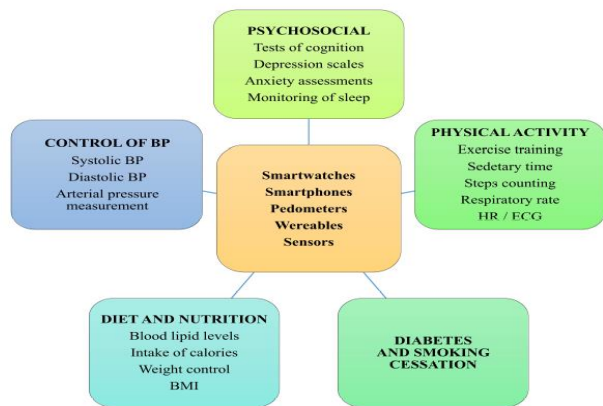 PSYCHOSOCIAL
Tests of cognition
Depression scales
Anxiety assessments
Monitoring of sleep
CONTROL OF BP
Systolic BP
Diastolic BP
Arterial pressure
measurement
Smartwatches
Smartphones
Pedometers
Wereables
Sensors
PHYSICAL ACTIVITY
Exercise training
Sedetary time
Steps counting
Respiratory rate
HR / ECG
DIET AND NUTRITION
Blood lipid levels
Intake of calories
Weight control
BMI
DIABETES
AND SMOKING
CESSATION